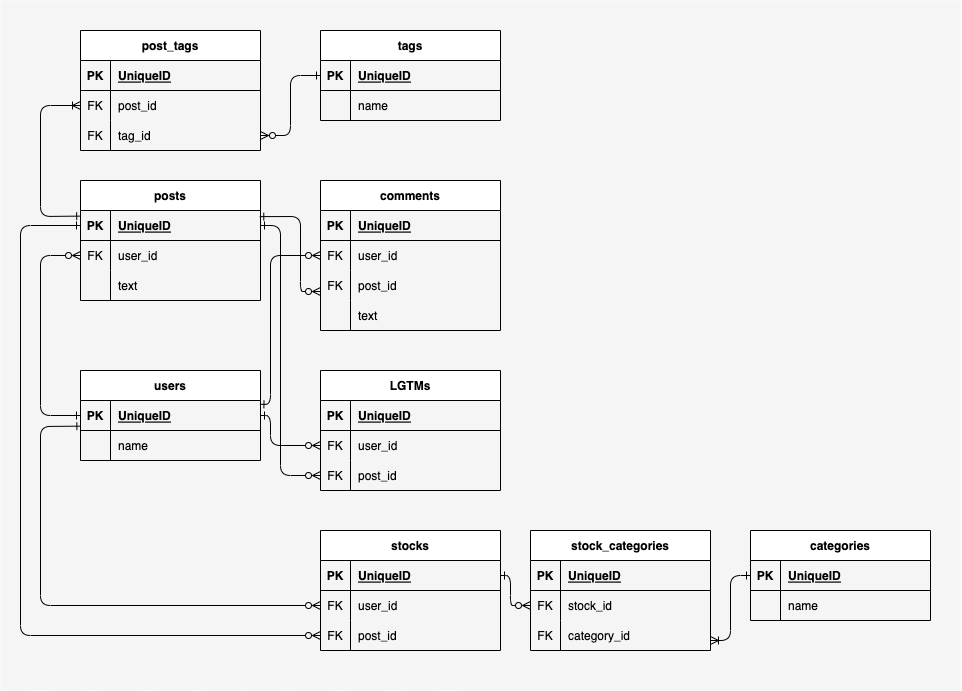 post_tags
PK UniqueID
FK post_id
FK tag_id
tags
PK UniqueID
name
posts
PK UniqueID
FK user_id
text
comments
PK UniqueID
FK user_id
FK post_id
text
users
PK UniqueID
name
LGTMs
PK UniqueID
FK user_id
FK post_id
stocks
PK UniqueID
FK user_id
FK post_id
stock_categories
PK UniqueID
FK stock_id
FK category_id
categories
PK UniqueID
name